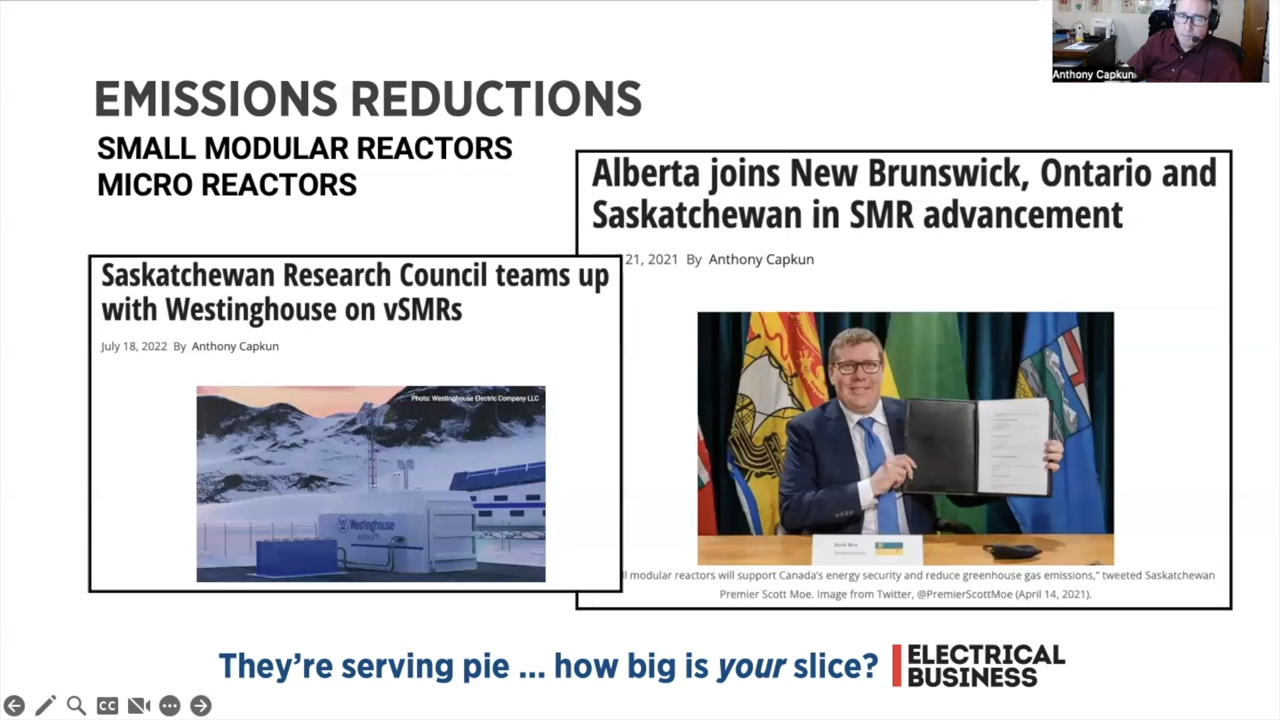 Anthony Capkun
EMISSIONS REDUCTIONS
SMALL MODULAR REACTORS
MICRO REACTORS
Alberta joins New Brunswick, Ontario and
Saskatchewan in SMR advancement
21, 2021 By Anthony Capkun
Saskatchewan Research Council teams up
with Westinghouse on vSMRs
July 18, 2022 By Anthony Capkun
Photo: Westinghouse Electric Company LLC
Westinghouse
Scott Moe
modular reactors will support Canada's energy security and reduce greenhouse gas emissions," tweeted Saskatchewan
Premier Scott Moe. Image from Twitter, @PremierScottMoe (April 14, 2021).
They're serving pie ... how big is your slice?
ELECTRICAL
BUSINESS
CC